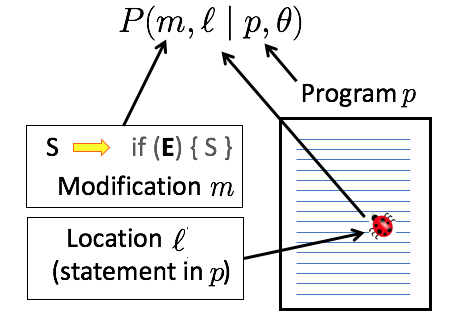 P(m, ℓ | p, θ)
Program p
S if (E) { S }
Modification m
Location ℓ
(statement in p)